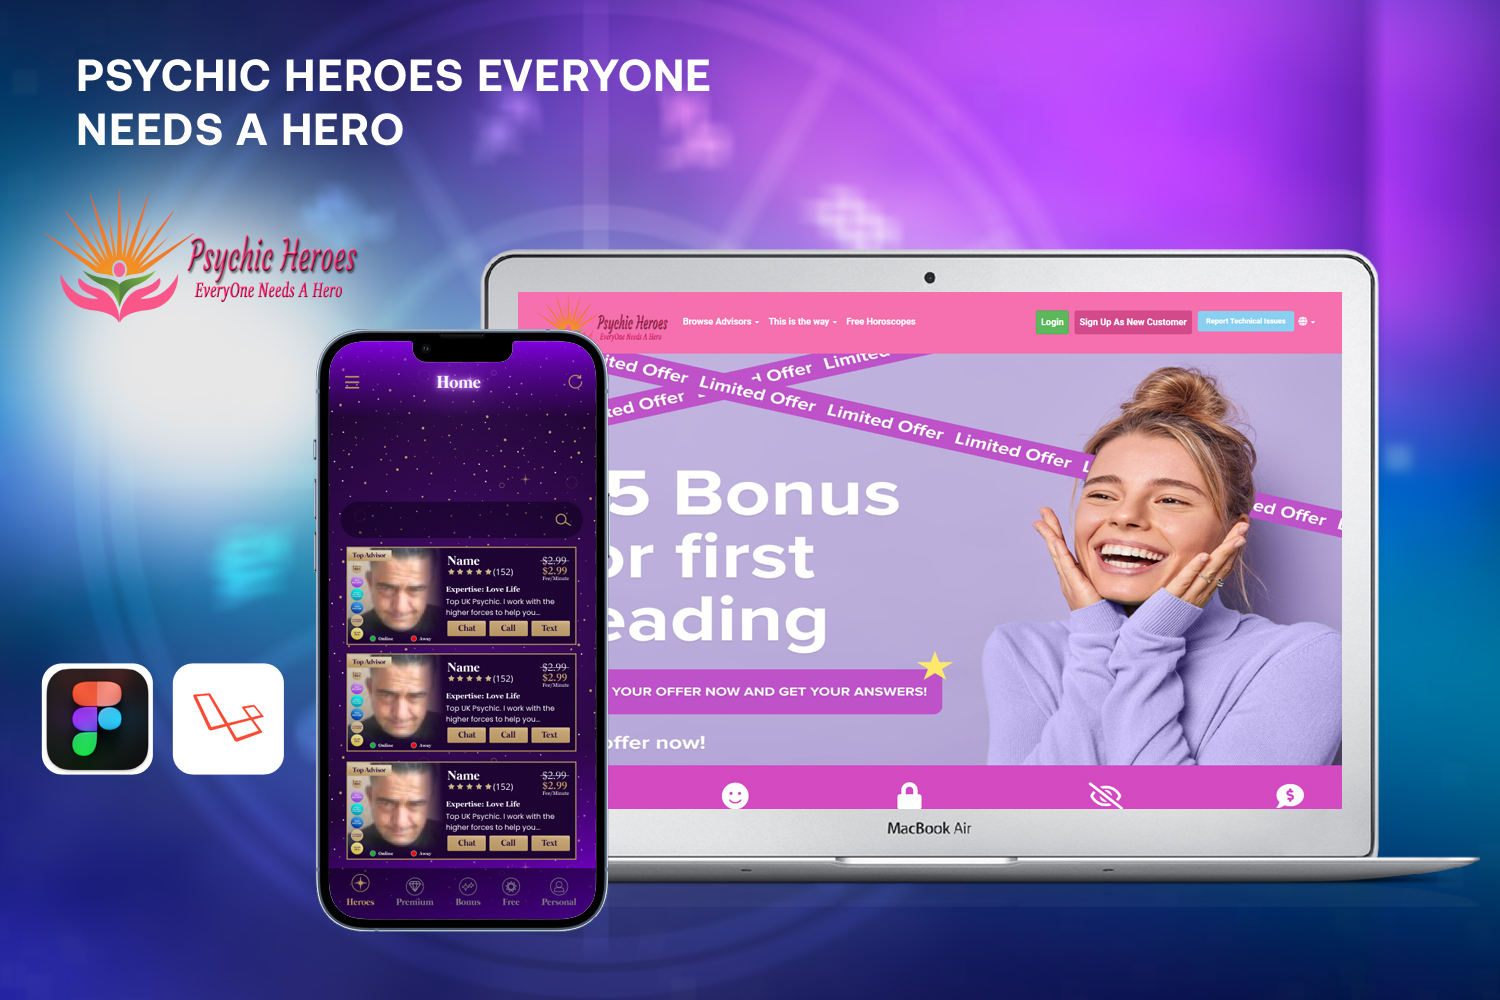 PSYCHIC HEROES EVERYONE
NEEDS A HERO
Psychic Heroes
EveryOne Needs A Hero
Psychic Heroes
EveryOne Needs A Hero
Browse Advisors
This is the way
Free Horoscopes
Login
Sign Up As New Customer
Report Technical Issues
ited Offer
d Offer
Limited
ted Offer
Limited Offer
Limited Offer
Limited Offer
L
ed Offer
5 Bonus
or first
eading
YOUR OFFER NOW AND GET YOUR ANSWERS!
offer now!
MacBook Air
Home
Top Advisor
Name
$2.99
(152)
$2.99
Fee/Minute
Expertise: Love Life
Top UK Psychic. I work with the
higher forces to help you...
Chat Call Text
Online Away
Top Advisor
Name
$2.99
(152)
$2.99
Fee/Minute
Expertise: Love Life
Top UK Psychic. I work with the
higher forces to help you...
Chat Call Text
Online Away
Top Advisor
Name
$2.99
(152)
$2.99
Fee/Minute
Expertise: Love Life
Top UK Psychic. I work with the
higher forces to help you...
Chat Call Text
Online Away
Heroes Premium Bonus Free Personal